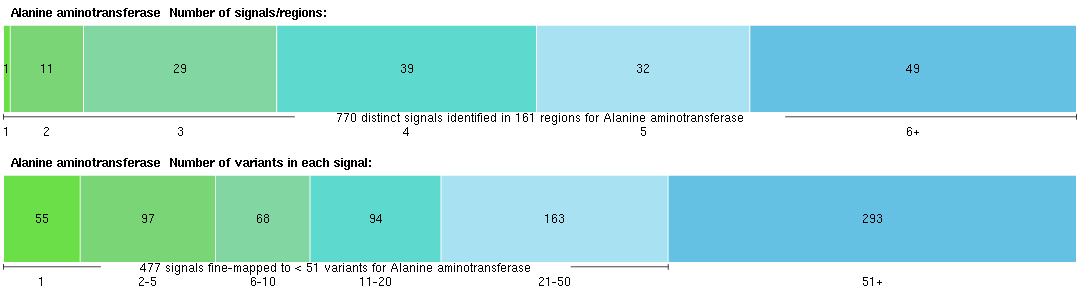 Alanine aminotransferase Number of signals/regions:
1 11 29 39 32 49
770 distinct signals identified in 161 regions for Alanine aminotransferase
1 2 3 4 5 6+
Alanine aminotransferase Number of variants in each signal:
55 97 68 94 163 293
477 signals fine-mapped to < 51 variants for Alanine aminotransferase
1 2-5 6-10 11-20 21-50 51+